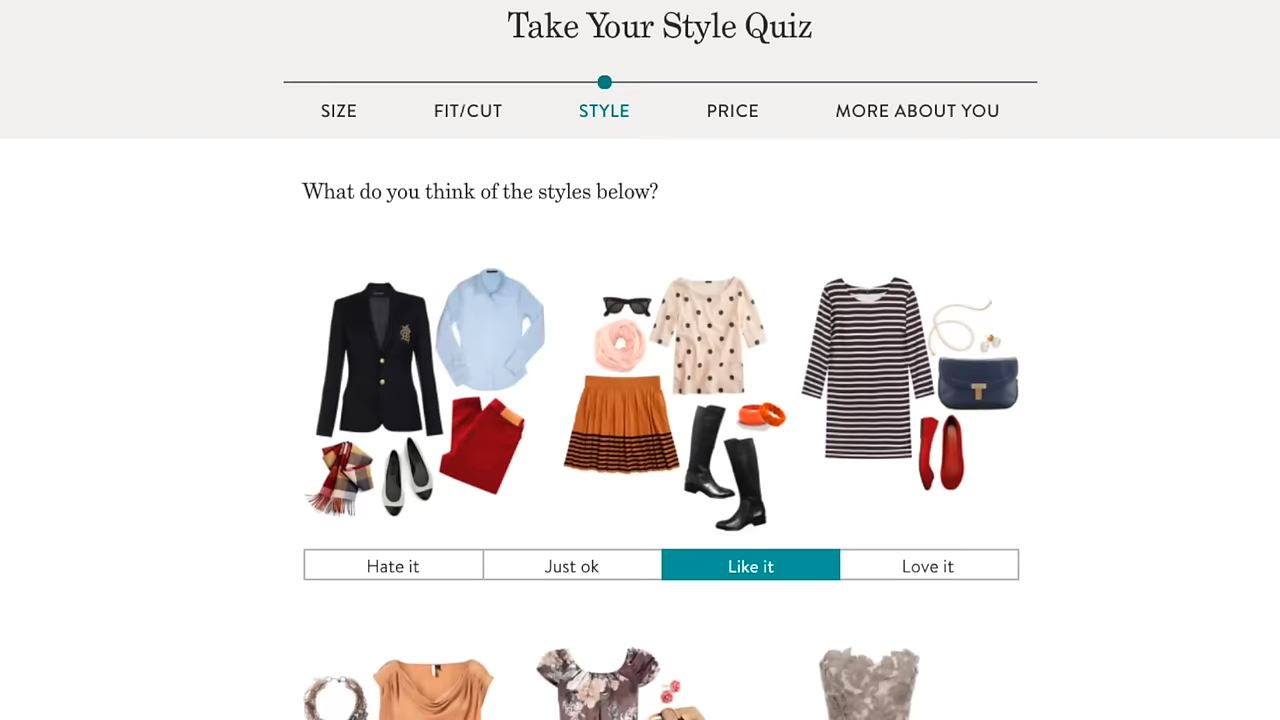 Take Your Style Quiz
SIZE FIT/CUT STYLE PRICE MORE ABOUT YOU
What do you think of the styles below?
Hate it Just ok Like it Love it